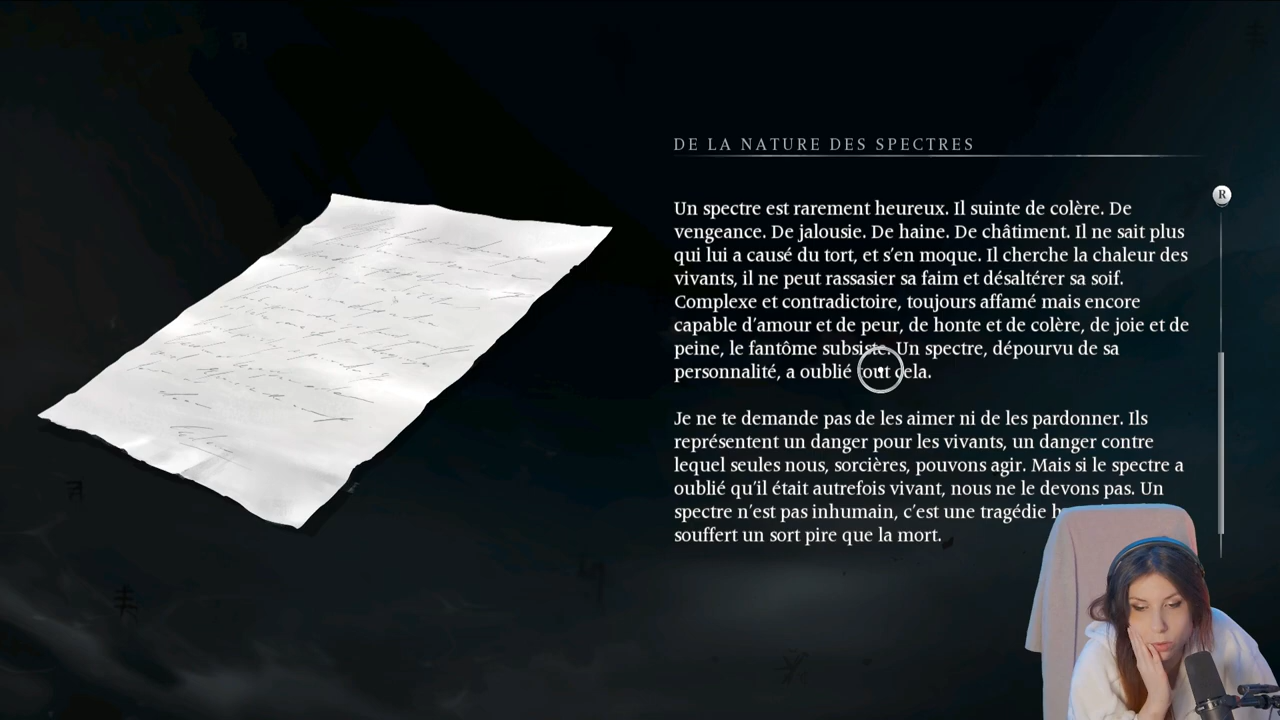 DE LA NATURE DES SPECTRES
R
Un spectre est rarement heureux. Il suinte de colère. De
vengeance. De jalousie. De haine. De châtiment. Il ne sait plus
qui lui a causé du tort, et s'en moque. Il cherche la chaleur des
vivants, il ne peut rassasier sa faim et désaltérer sa soif.
Complexe et contradictoire, toujours affamé mais encore
capable d'amour et de peur, de honte et de colère, de joie et de
peine, le fantôme subsiste. Un spectre, dépourvu de sa
personnalité, a oublié tout cela.
Je ne te demande pas de les aimer ni de les pardonner. Ils
représentent un danger pour les vivants, un danger contre
lequel seules nous, sorcières, pouvons agir. Mais si le spectre a
oublié qu'il était autrefois vivant, nous ne le devons pas. Un
spectre n'est pas inhumain, c'est une tragédie
souffert un sort pire que la mort.